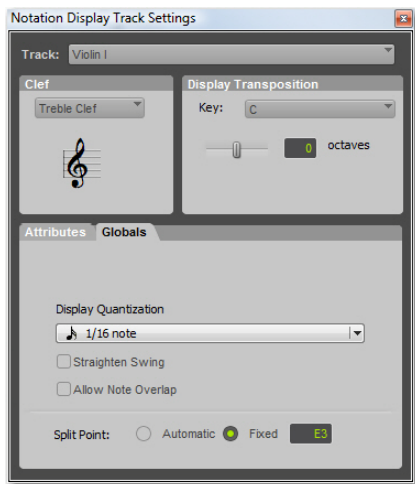 Notation Display Track Settings
Track: Violin I
Clef
Treble Clef
Display Transposition
Key: C
0 octaves
Attributes Globals
Display Quantization
1/16 note
Straighten Swing
Allow Note Overlap
Split Point: Automatic Fixed E3